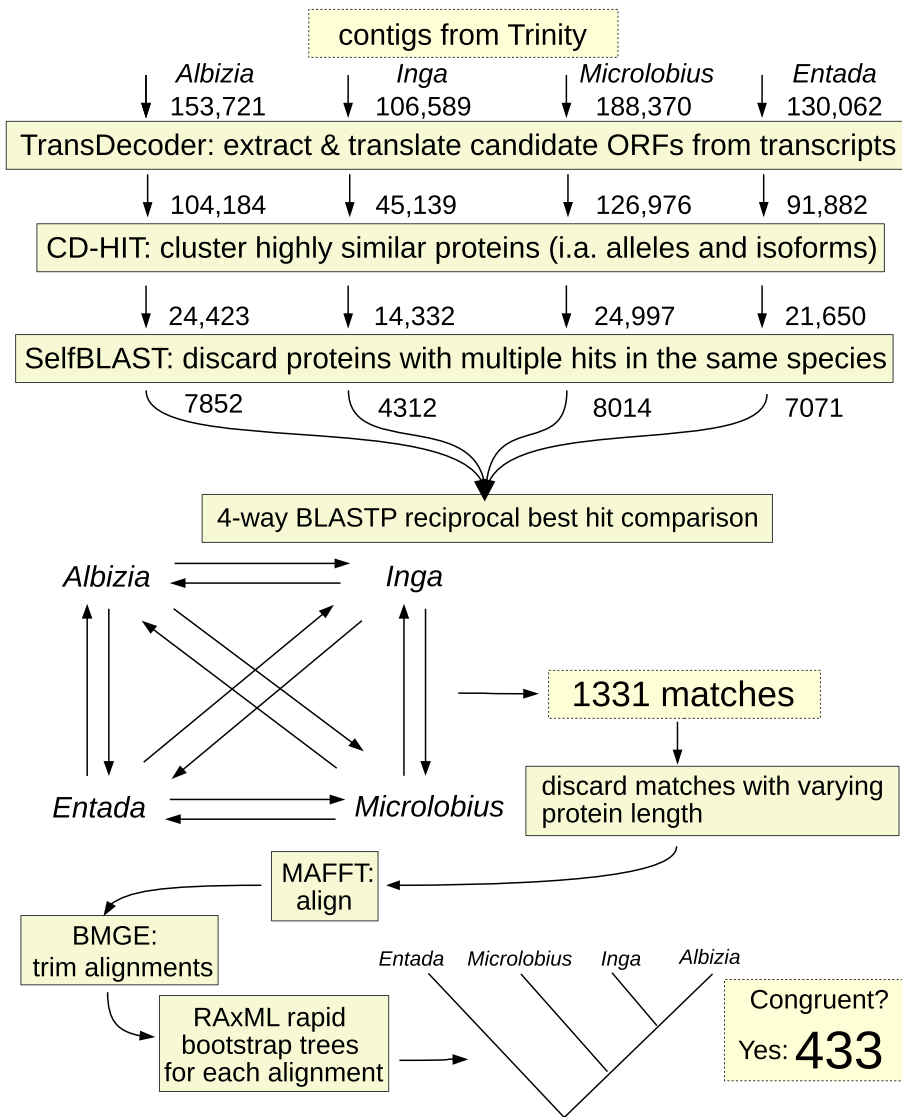 contigs from Trinity
Albizia Inga Microlobius Entada
153,721 106,589 188,370 130,062
TransDecoder: extract & translate candidate ORFs from transcripts
104,184 45,139 126,976 91,882
CD-HIT: cluster highly similar proteins (i.a. alleles and isoforms)
24,423 14,332 24,997 21,650
SelfBLAST: discard proteins with multiple hits in the same species
7852 4312 8014 7071
4-way BLASTP reciprocal best hit comparison
Albizia Inga
1331 matches
discard matches with varying
protein length
Entada Microlobius
MAFFT:
align
BMGE:
trim alignments
RAxML rapid
bootstrap trees
for each alignment
Entada Microlobius Inga Albizia
Congruent?
Yes: 433